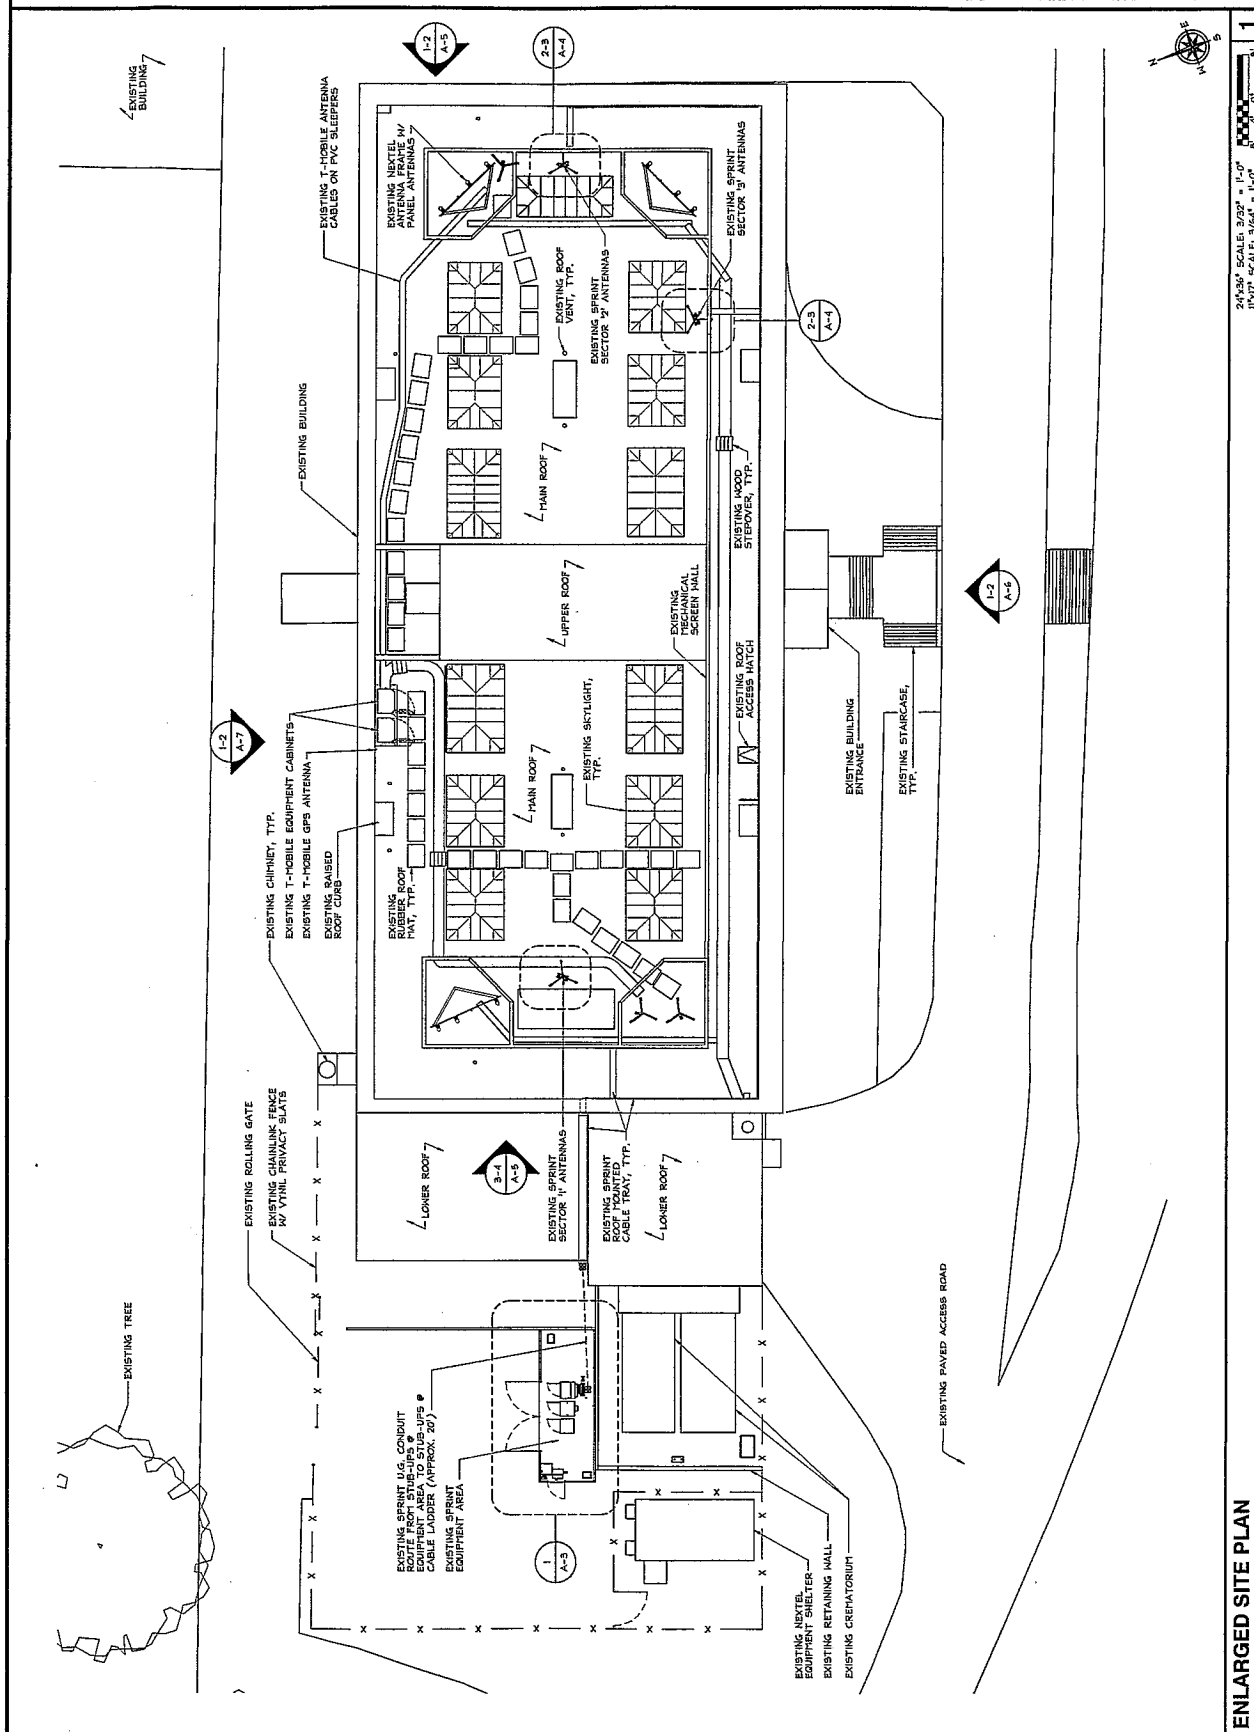 EXISTING TREE
EXISTING ROLLING GATE
EXISTING CHAINLINK FENCE
W/ VYNIL PRIVACY SLATS
EXISTING CHIMNEY, TYP.
EXISTING T-MOBILE EQUIPMENT CABINETS
EXISTING T-MOBILE GPS ANTENNA
EXISTING RAISED
ROOF CURB
EXISTING
RUBBER ROOF
MAT, TYP.
1-2
A-7
EXISTING BUILDING
EXISTING T-MOBILE ANTENNA
CABLES ON PVC SLEEPERS
EXISTING NEXTEL
ANTENNA FRAME W/
PANEL ANTENNAS
EXISTING
BUILDING
1-2
A-5
2-3
A-4
EXISTING SPRINT U.G. CONDUIT
ROUTE FROM STUB-UPS @
EQUIPMENT AREA TO STUB-UPS @
CABLE LADDER (APPROX. 20')
EXISTING SPRINT
EQUIPMENT AREA
1
A-3
LOWER ROOF
3-4
A-5
EXISTING SPRINT
SECTOR '1' ANTENNAS
EXISTING SPRINT
ROOF MOUNTED
CABLE TRAY, TYP.
LOWER ROOF
MAIN ROOF
EXISTING SKYLIGHT,
TYP.
UPPER ROOF
MAIN ROOF
EXISTING ROOF
VENT, TYP.
EXISTING SPRINT
SECTOR '2' ANTENNAS
EXISTING SPRINT
SECTOR '3' ANTENNAS
2-3
A-4
EXISTING
MECHANICAL
SCREEN WALL
EXISTING WOOD
STEPOVER, TYP.
EXISTING ROOF
ACCESS HATCH
EXISTING BUILDING
ENTRANCE
EXISTING STAIRCASE,
TYP.
1-2
A-6
EXISTING NEXTEL
EQUIPMENT SHELTER
EXISTING RETAINING WALL
EXISTING CREMATORIUM
EXISTING PAVED ACCESS ROAD
N
E
S
W
ENLARGED SITE PLAN
24"x36" SCALE: 3/32" = 1'-0"
11"x17" SCALE: 3/64" = 1'-0"
1